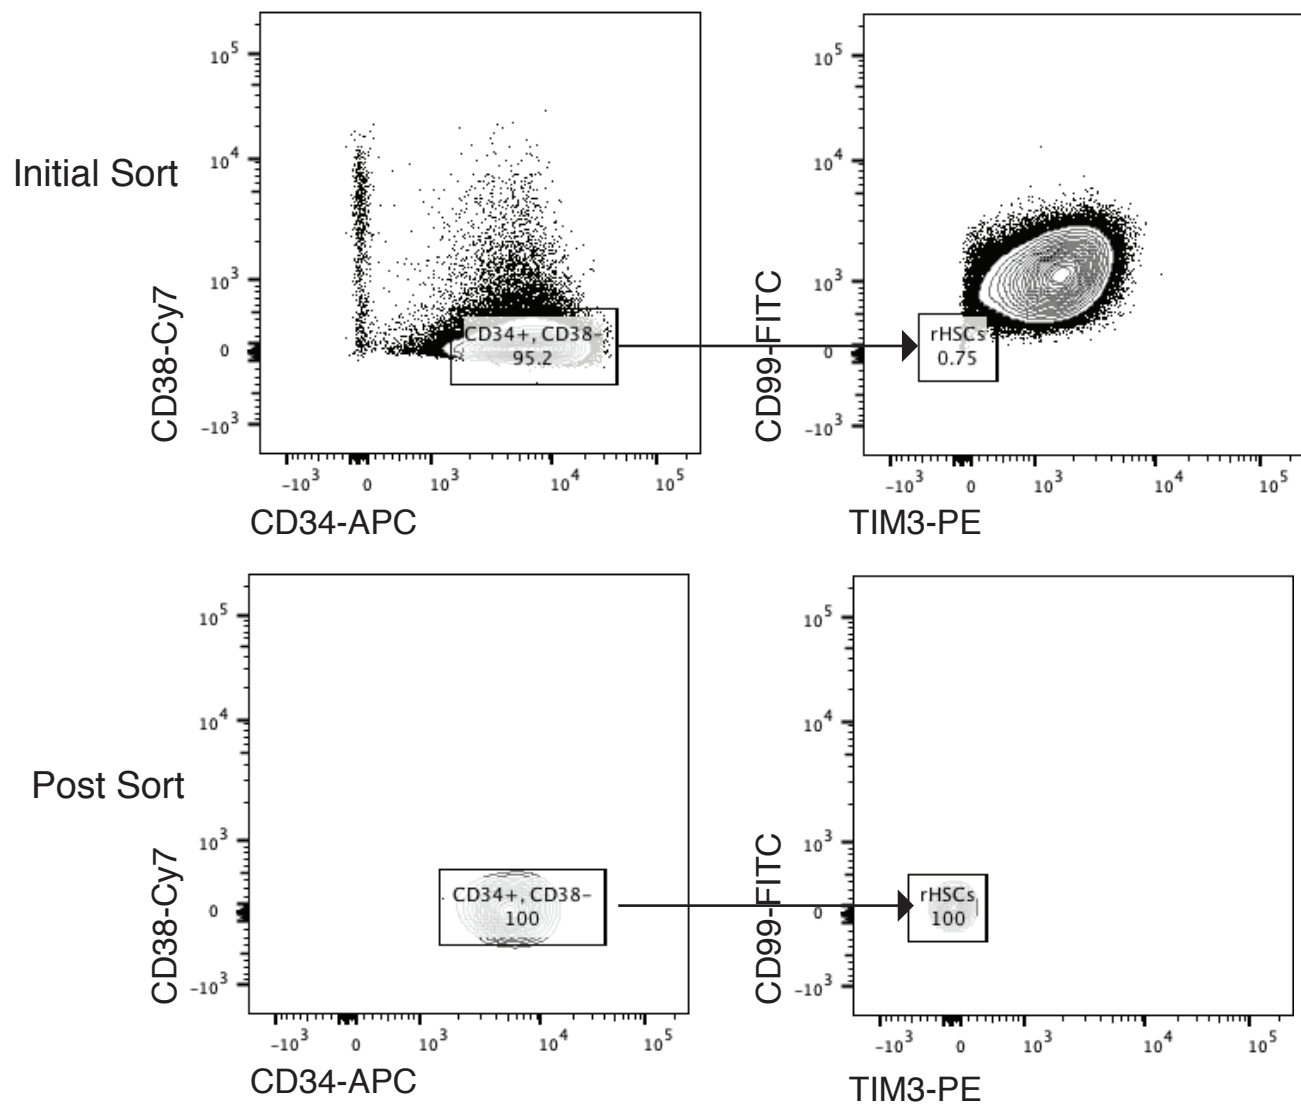 Initial Sort
CD38-Cy7
10^5
10^4
10^3
0
-10^3
CD34+, CD38-
95.2
-10^3 0 10^3 10^4 10^5
CD34-APC
CD99-FITC
10^5
10^4
10^3
0
-10^3
rHSCs
0.75
-10^3 0 10^3 10^4 10^5
TIM3-PE
Post Sort
CD38-Cy7
10^5
10^4
10^3
0
-10^3
CD34+, CD38-
100
-10^3 0 10^3 10^4 10^5
CD34-APC
CD99-FITC
10^5
10^4
10^3
0
-10^3
rHSCs
100
-10^3 0 10^3 10^4 10^5
TIM3-PE